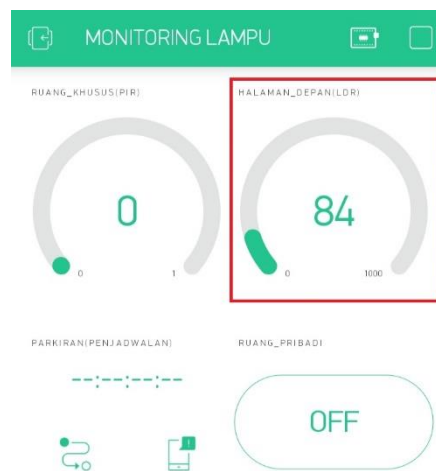 MONITORING LAMPU
RUANG_KHUSUS(PIR)
HALAMAN_DEPAN(LDR)
0
84
0
1
0
1000
PARKIRAN(PENJADWALAN)
RUANG_PRIBADI
--:--:--:--
OFF